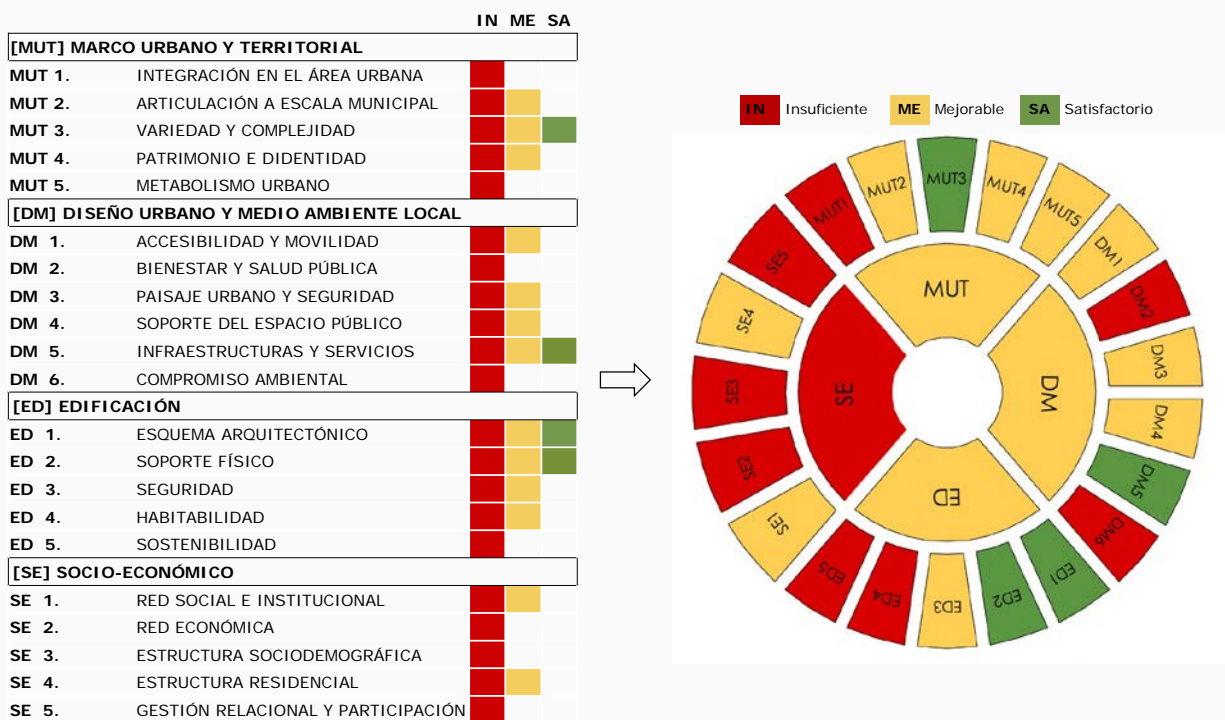 IN ME SA
[MUT] MARCO URBANO Y TERRITORIAL
MUT 1. INTEGRACIÓN EN EL ÁREA URBANA
MUT 2. ARTICULACIÓN A ESCALA MUNICIPAL
MUT 3. VARIEDAD Y COMPLEJIDAD
MUT 4. PATRIMONIO E DIDENTIDAD
MUT 5. METABOLISMO URBANO
[DM] DISEÑO URBANO Y MEDIO AMBIENTE LOCAL
DM 1. ACCESIBILIDAD Y MOVILIDAD
DM 2. BIENESTAR Y SALUD PÚBLICA
DM 3. PAISAJE URBANO Y SEGURIDAD
DM 4. SOPORTE DEL ESPACIO PÚBLICO
DM 5. INFRAESTRUCTURAS Y SERVICIOS
DM 6. COMPROMISO AMBIENTAL
[ED] EDIFICACIÓN
ED 1. ESQUEMA ARQUITECTÓNICO
ED 2. SOPORTE FÍSICO
ED 3. SEGURIDAD
ED 4. HABITABILIDAD
ED 5. SOSTENIBILIDAD
[SE] SOCIO-ECONÓMICO
SE 1. RED SOCIAL E INSTITUCIONAL
SE 2. RED ECONÓMICA
SE 3. ESTRUCTURA SOCIODEMOGRÁFICA
SE 4. ESTRUCTURA RESIDENCIAL
SE 5. GESTIÓN RELACIONAL Y PARTICIPACIÓN
IN Insuficiente ME Mejorable SA Satisfactorio
MUT1
MUT2
MUT3
MUT4
MUT5
DM1
DM2
DM3
DM4
DM5
DM6
ED1
ED2
ED3
ED4
ED5
SE1
SE2
SE3
SE4
SE5
MUT
DM
ED
SE